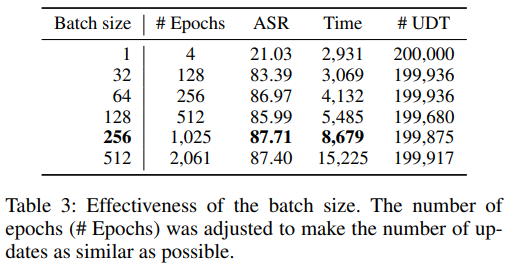 Batch size # Epochs ASR Time # UDT
1 4 21.03 2,931 200,000
32 128 83.39 3,069 199,936
64 256 86.97 4,132 199,936
128 512 85.99 5,485 199,680
256 1,025 87.71 8,679 199,875
512 2,061 87.40 15,225 199,917
Table 3: Effectiveness of the batch size. The number of
epochs (# Epochs) was adjusted to make the number of up-
dates as similar as possible.